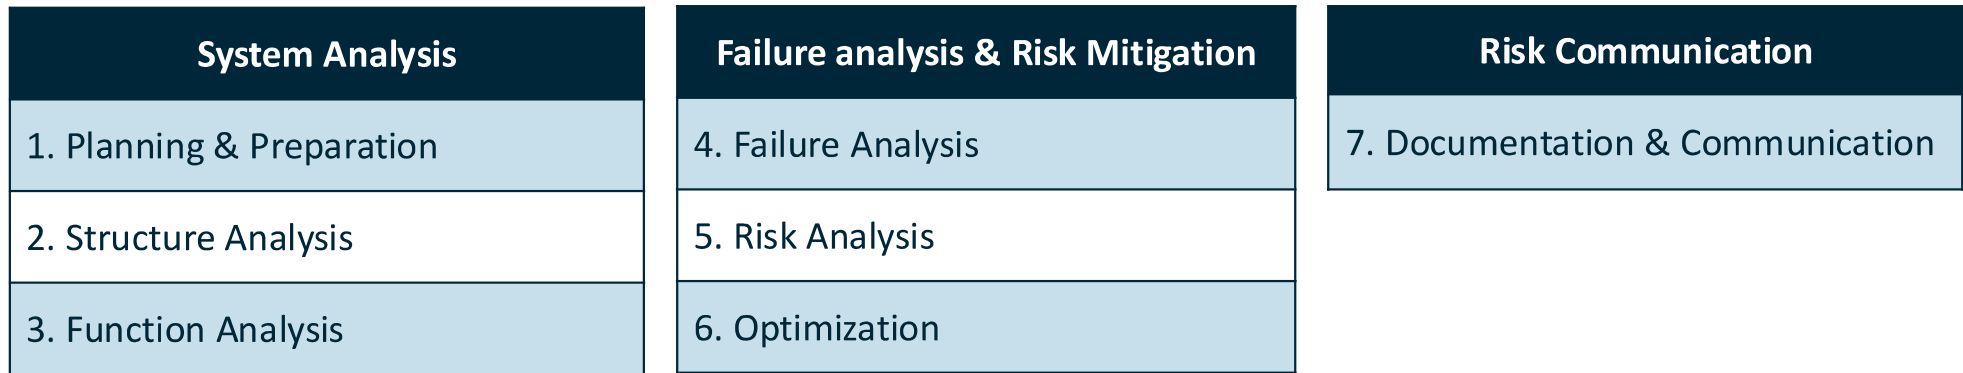 System Analysis
1. Planning & Preparation
2. Structure Analysis
3. Function Analysis
Failure analysis & Risk Mitigation
4. Failure Analysis
5. Risk Analysis
6. Optimization
Risk Communication
7. Documentation & Communication